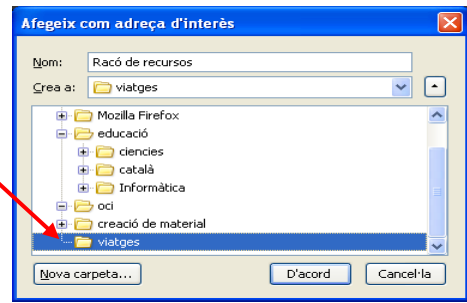 Afegeix com adreça d'interès
Nom: Racó de recursos
Crea a: viatges
Mozilla Firefox
educació
ciencies
català
Informàtica
oci
creació de material
viatges
Nova carpeta... D'acord Cancel·la